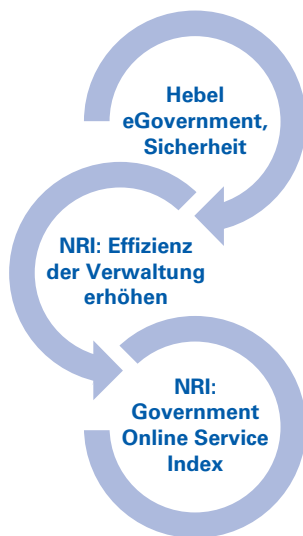 Hebel
eGovernment,
Sicherheit
NRI: Effizienz
der Verwaltung
erhöhen
NRI:
Government
Online Service
Index